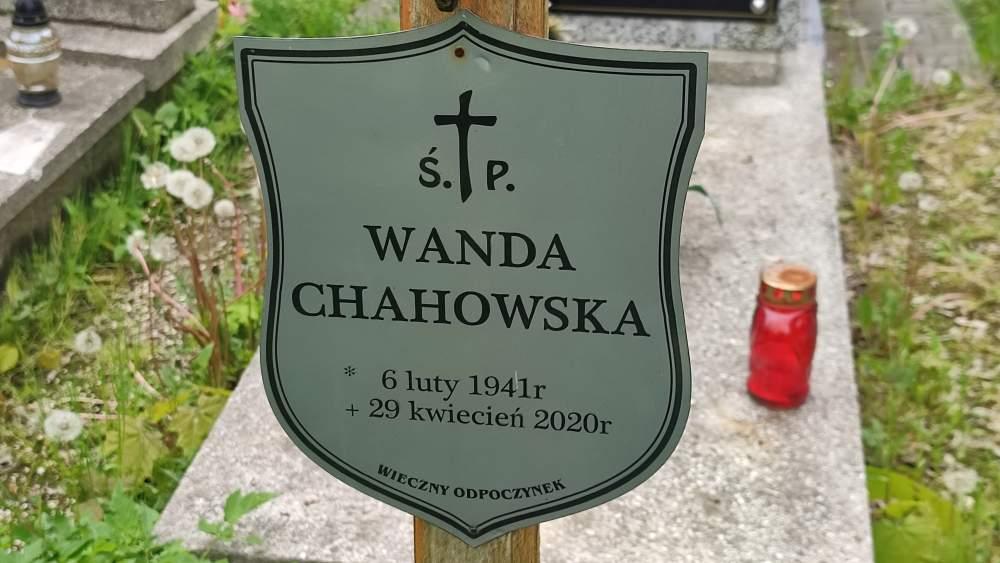 Ś. P.
WANDA
CHAHOWSKA
* 6 luty 1941r
+ 29 kwiecień 2020r
WIECZNY ODPOCZYNEK